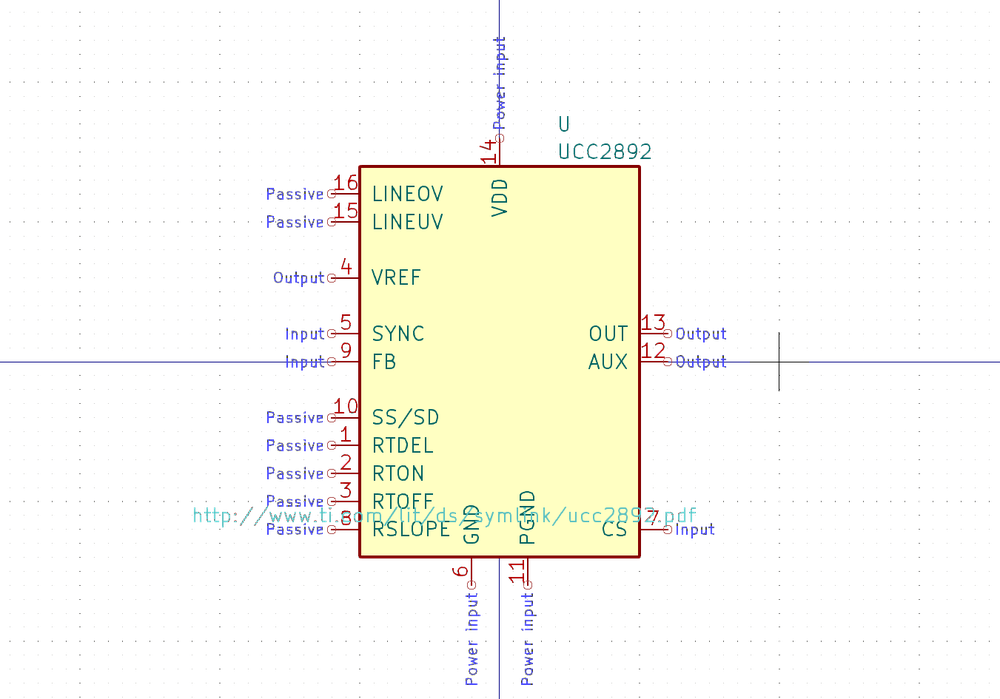 Power input
14
U
UCC2892
VDD
Passive 16 LINEOV
Passive 15 LINEUV
Output 4 VREF
Input 5 SYNC OUT 13 Output
Input 9 FB AUX 12 Output
Passive 10 SS/SD
Passive 1 RTDEL
Passive 2 RTON
Passive 3 RTOFF
http://www.ti.com/lit/ds/symlink/ucc2892.pdf
Passive 8 RSLOPE GND PGND CS 7 Input
6 11
Power input Power input